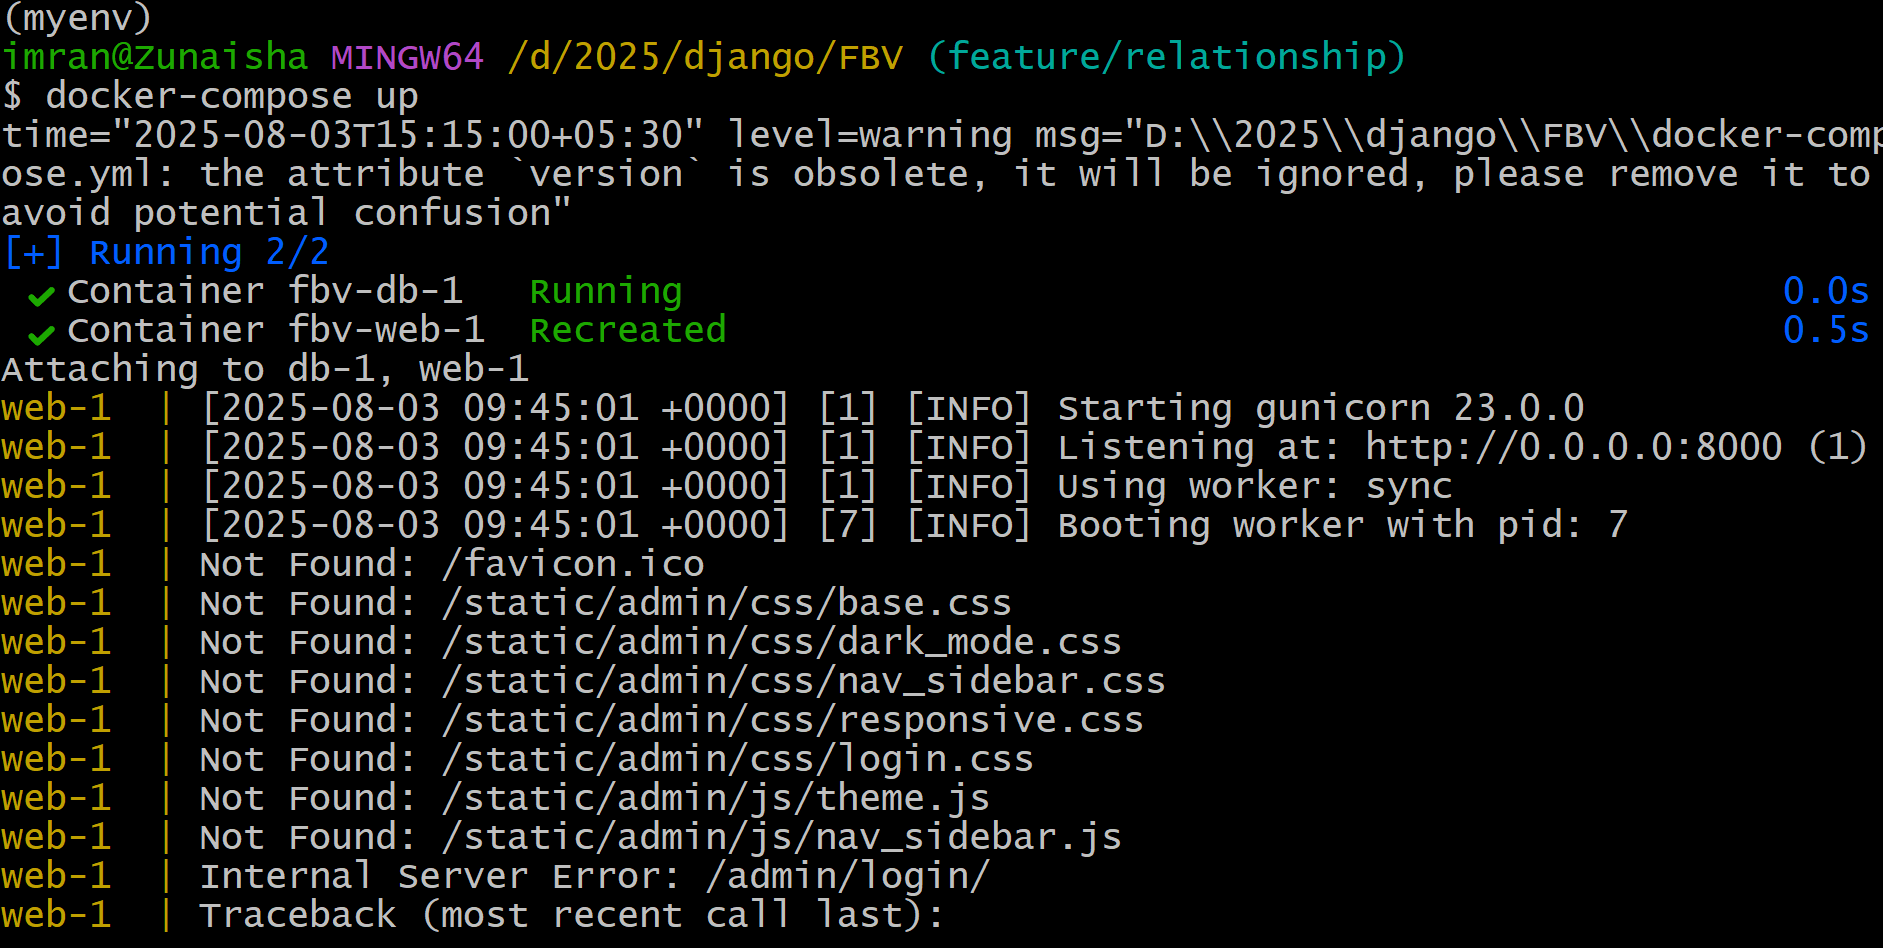 (myenv)
imran@Zunaisha MINGW64 /d/2025/django/FBV (feature/relationship)
$ docker-compose up
time="2025-08-03T15:15:00+05:30" level=warning msg="D:\\2025\\django\\FBV\\docker-comp
ose.yml: the attribute `version` is obsolete, it will be ignored, please remove it to
avoid potential confusion"
[+] Running 2/2
✔ Container fbv-db-1   Running   0.0s
✔ Container fbv-web-1  Recreated   0.5s
Attaching to db-1, web-1
web-1  | [2025-08-03 09:45:01 +0000] [1] [INFO] Starting gunicorn 23.0.0
web-1  | [2025-08-03 09:45:01 +0000] [1] [INFO] Listening at: http://0.0.0.0:8000 (1)
web-1  | [2025-08-03 09:45:01 +0000] [1] [INFO] Using worker: sync
web-1  | [2025-08-03 09:45:01 +0000] [7] [INFO] Booting worker with pid: 7
web-1  | Not Found: /favicon.ico
web-1  | Not Found: /static/admin/css/base.css
web-1  | Not Found: /static/admin/css/dark_mode.css
web-1  | Not Found: /static/admin/css/nav_sidebar.css
web-1  | Not Found: /static/admin/css/responsive.css
web-1  | Not Found: /static/admin/css/login.css
web-1  | Not Found: /static/admin/js/theme.js
web-1  | Not Found: /static/admin/js/nav_sidebar.js
web-1  | Internal Server Error: /admin/login/
web-1  | Traceback (most recent call last):